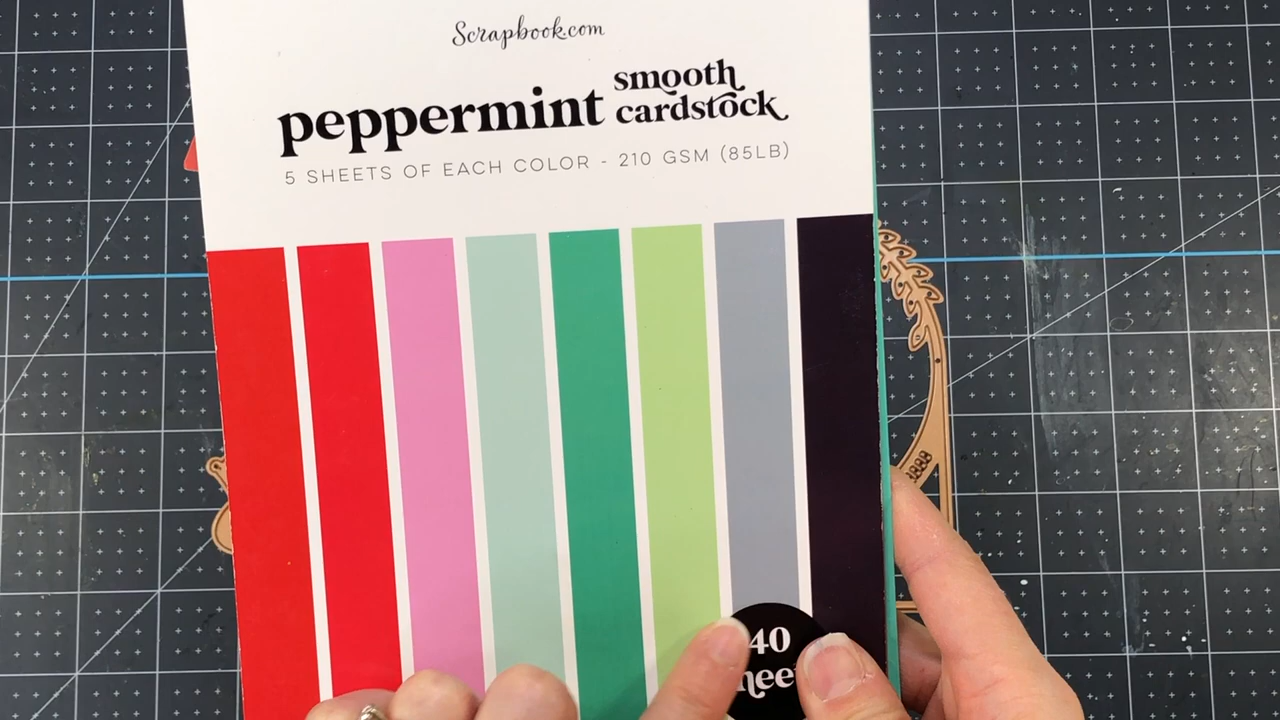 Scrapbook.com
peppermint smooth cardstock
5 SHEETS OF EACH COLOR - 210 GSM (85LB)
40